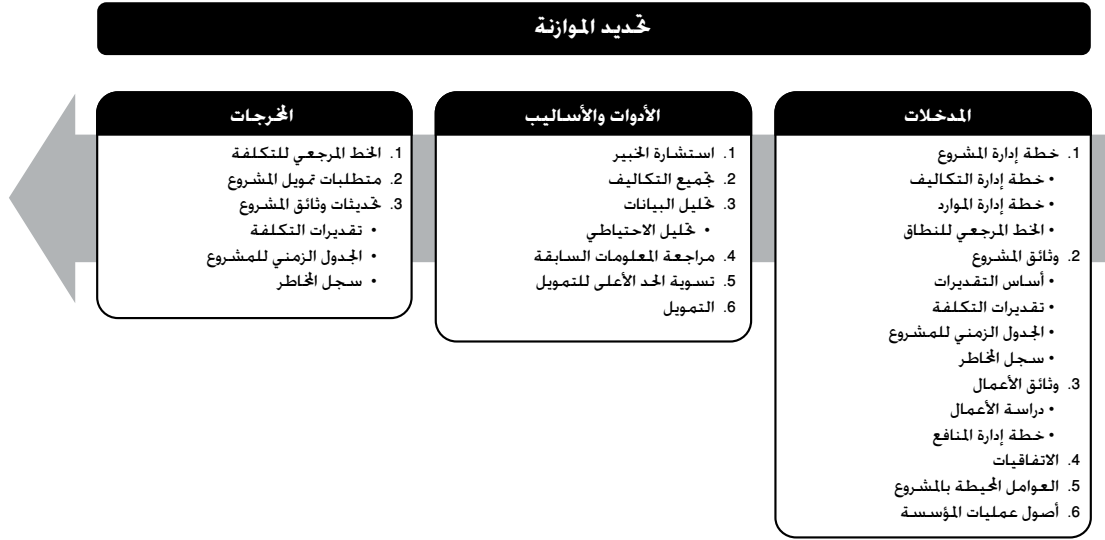 تحديد الموازنة
المدخلات
1. خطة إدارة المشروع
• خطة إدارة التكاليف
• خطة إدارة الموارد
• الخط المرجعي للنطاق
2. وثائق المشروع
• أساس التقديرات
• تقديرات التكلفة
• الجدول الزمني للمشروع
• سجل المخاطر
3. وثائق الأعمال
• دراسة الأعمال
• خطة إدارة المنافع
4. الاتفاقيات
5. العوامل المحيطة بالمشروع
6. أصول عمليات المؤسسة
الأدوات والأساليب
1. استشارة الخبير
2. تجميع التكاليف
3. تحليل البيانات
• تحليل الاحتياطي
4. مراجعة المعلومات السابقة
5. تسوية الحد الأعلى للتمويل
6. التمويل
المخرجات
1. الخط المرجعي للتكلفة
2. متطلبات تمويل المشروع
3. تحديثات وثائق المشروع
• تقديرات التكلفة
• الجدول الزمني للمشروع
• سجل المخاطر